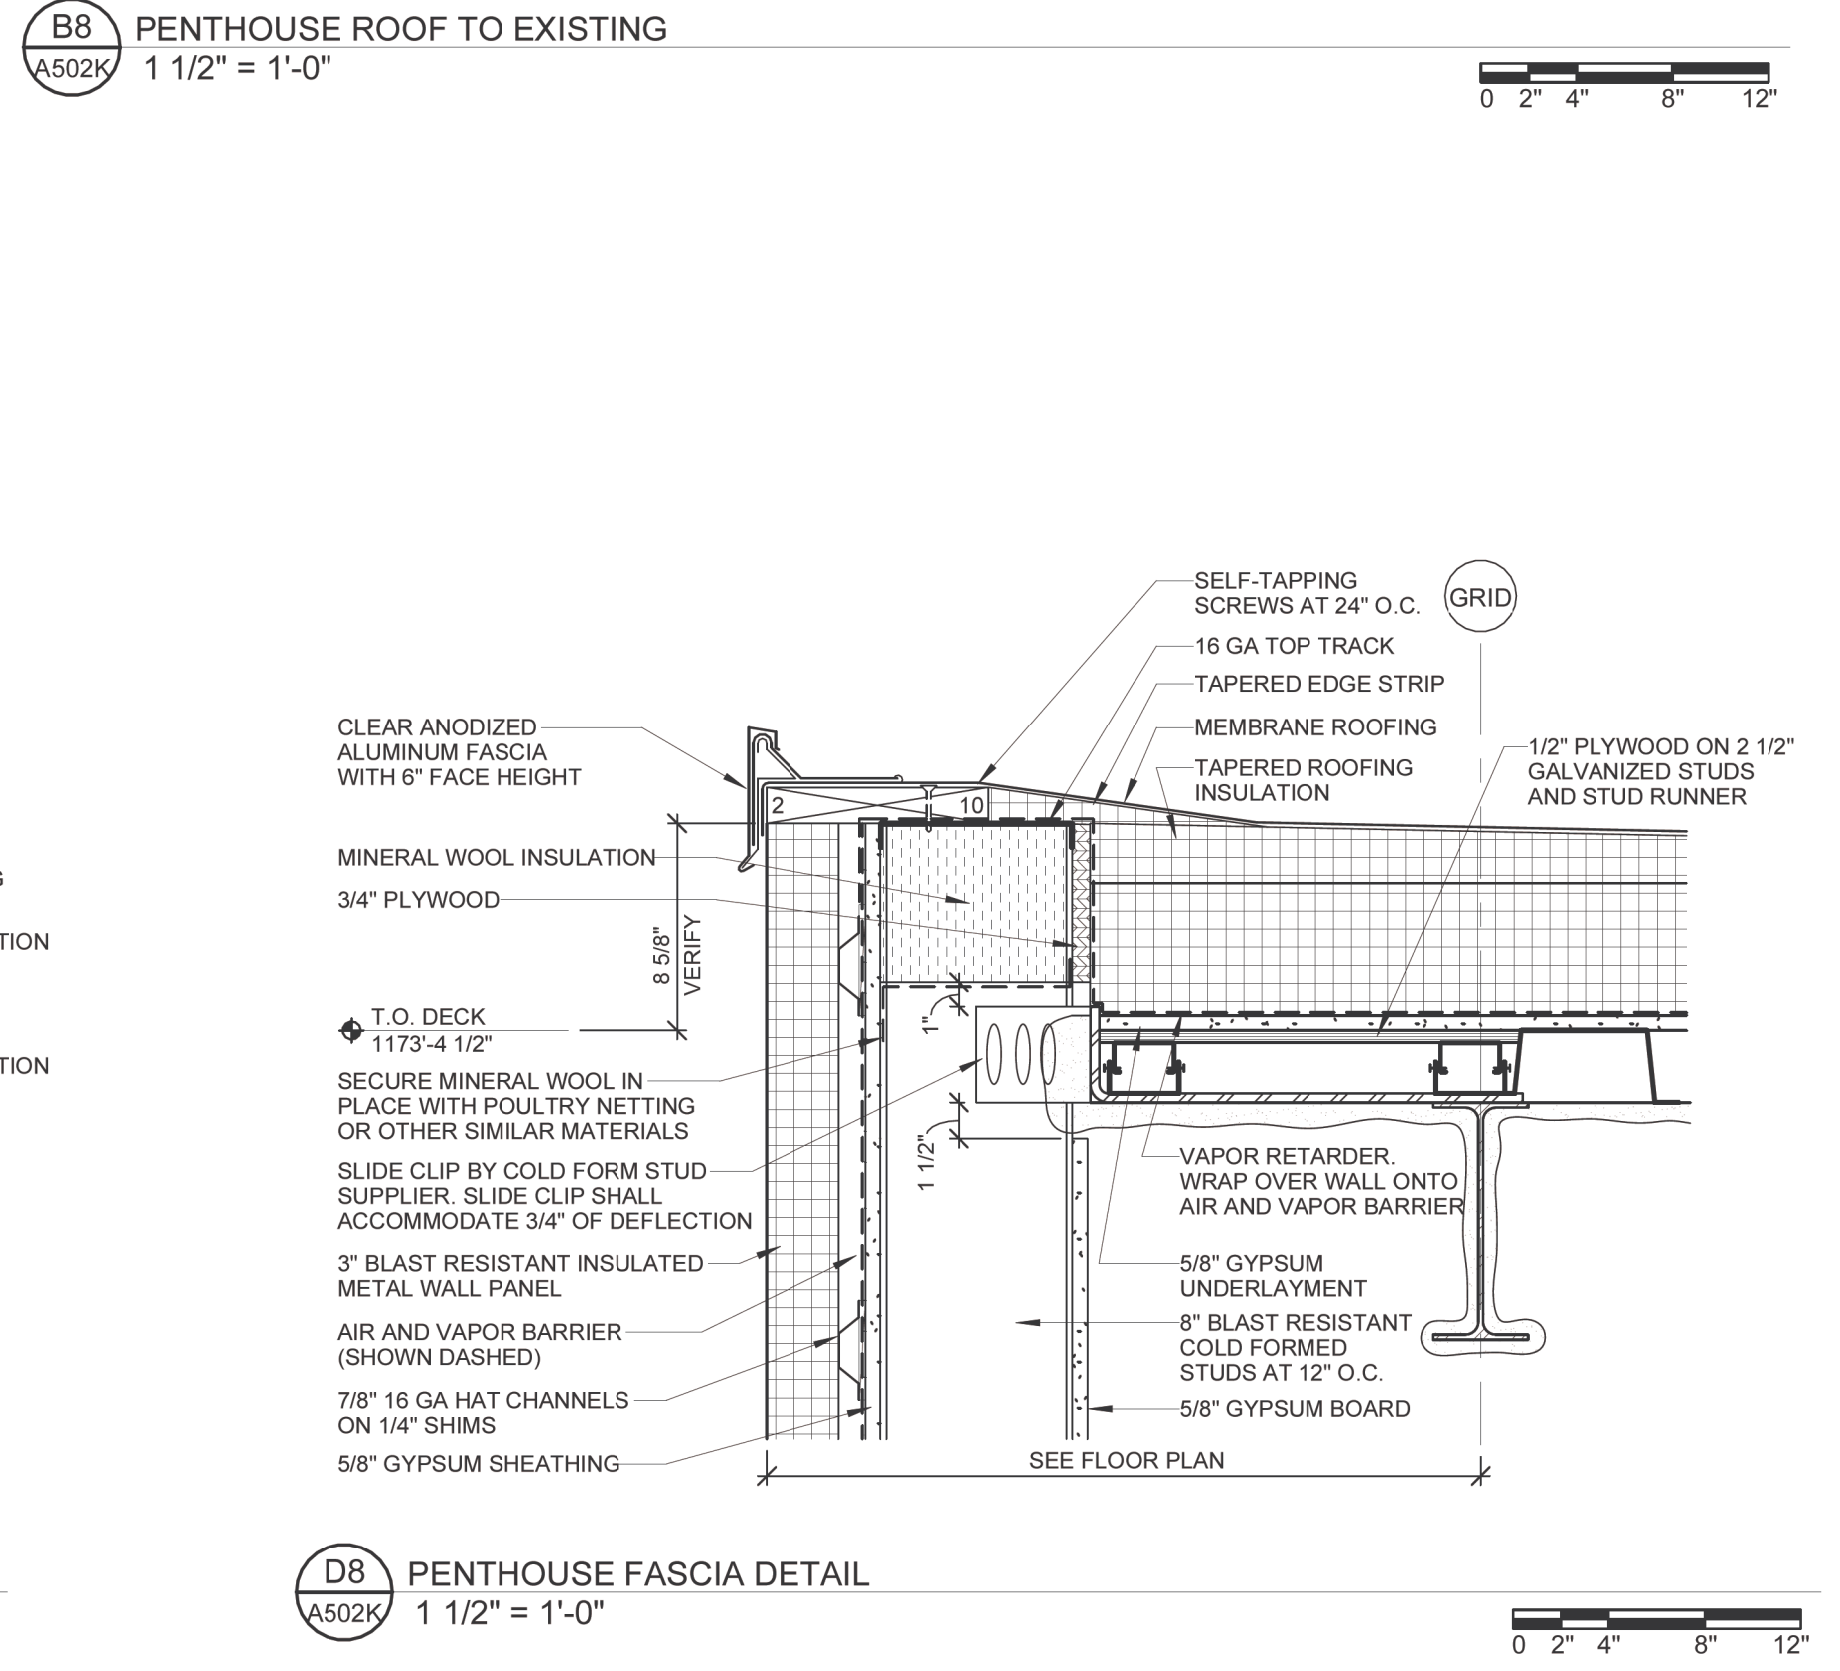 B8
A502K
PENTHOUSE ROOF TO EXISTING
1 1/2" = 1'-0"
0 2" 4" 8" 12"
SELF-TAPPING
SCREWS AT 24" O.C.
GRID
16 GA TOP TRACK
TAPERED EDGE STRIP
MEMBRANE ROOFING
TAPERED ROOFING
INSULATION
1/2" PLYWOOD ON 2 1/2"
GALVANIZED STUDS
AND STUD RUNNER
CLEAR ANODIZED
ALUMINUM FASCIA
WITH 6" FACE HEIGHT
2 10
MINERAL WOOL INSULATION
3/4" PLYWOOD
TION
8 5/8"
VERIFY
T.O. DECK
1173'-4 1/2"
1"
TION
SECURE MINERAL WOOL IN
PLACE WITH POULTRY NETTING
OR OTHER SIMILAR MATERIALS
SLIDE CLIP BY COLD FORM STUD
SUPPLIER. SLIDE CLIP SHALL
ACCOMMODATE 3/4" OF DEFLECTION
1 1/2"
3" BLAST RESISTANT INSULATED
METAL WALL PANEL
AIR AND VAPOR BARRIER
(SHOWN DASHED)
7/8" 16 GA HAT CHANNELS
ON 1/4" SHIMS
5/8" GYPSUM SHEATHING
VAPOR RETARDER.
WRAP OVER WALL ONTO
AIR AND VAPOR BARRIER
5/8" GYPSUM
UNDERLAYMENT
8" BLAST RESISTANT
COLD FORMED
STUDS AT 12" O.C.
5/8" GYPSUM BOARD
SEE FLOOR PLAN
D8
A502K
PENTHOUSE FASCIA DETAIL
1 1/2" = 1'-0"
0 2" 4" 8" 12"